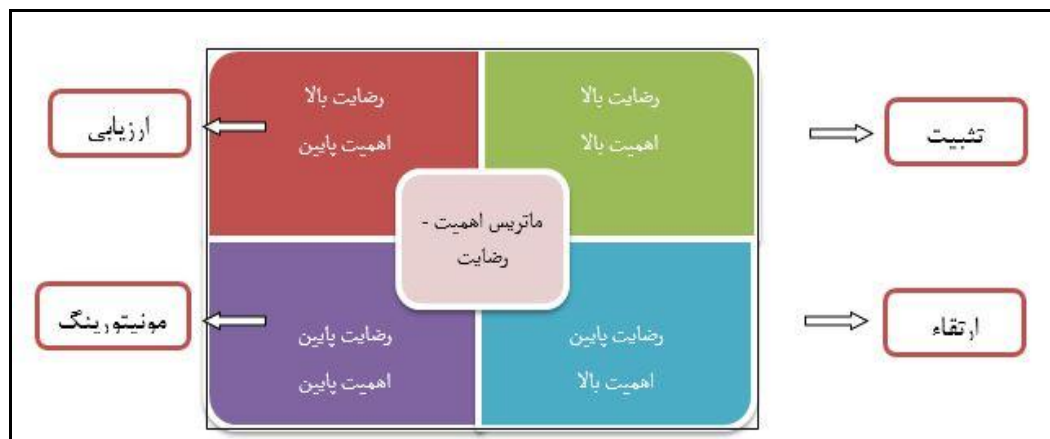 رضایت بالا
اهمیت بالا
تثبیت
رضایت بالا
اهمیت پایین
ارزیابی
ماتریس اهمیت -
رضایت
رضایت پایین
اهمیت بالا
ارتقاء
رضایت پایین
اهمیت پایین
مونیتورینگ